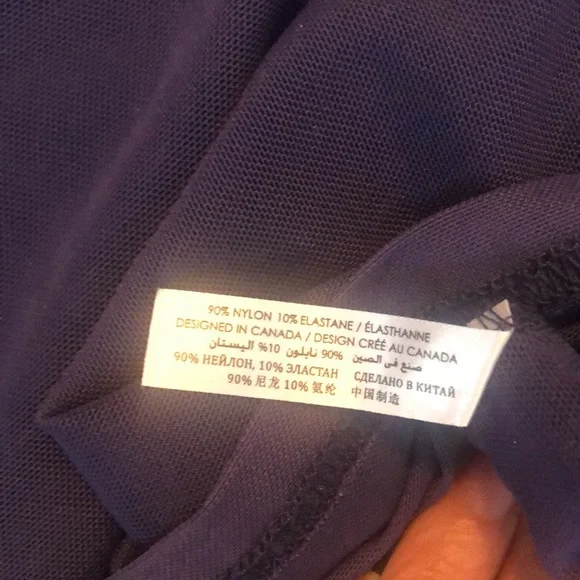 90% NYLON 10% ELASTANE / ÉLASTHANNE
DESIGNED IN CANADA / DESIGN CRÉÉ AU CANADA
صنع في الصين 90% نايلون 10% اليستان
90% НЕЙЛОН, 10% ЭЛАСТАН СДЕЛАНО В КИТАЙ
90% 尼龙 10% 氨纶 中国制造